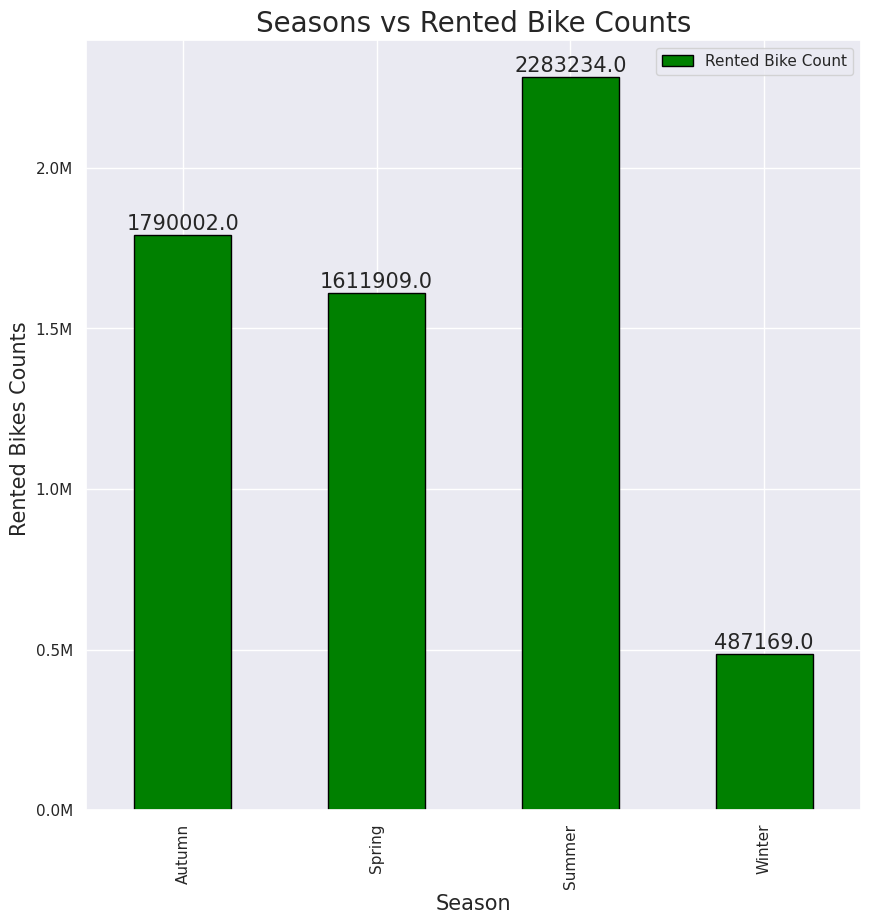 Seasons vs Rented Bike Counts
Rented Bike Count
2283234.0
1790002.0
1611909.0
487169.0
2.0M
1.5M
1.0M
0.5M
0.0M
Rented Bikes Counts
Autumn
Spring
Summer
Winter
Season